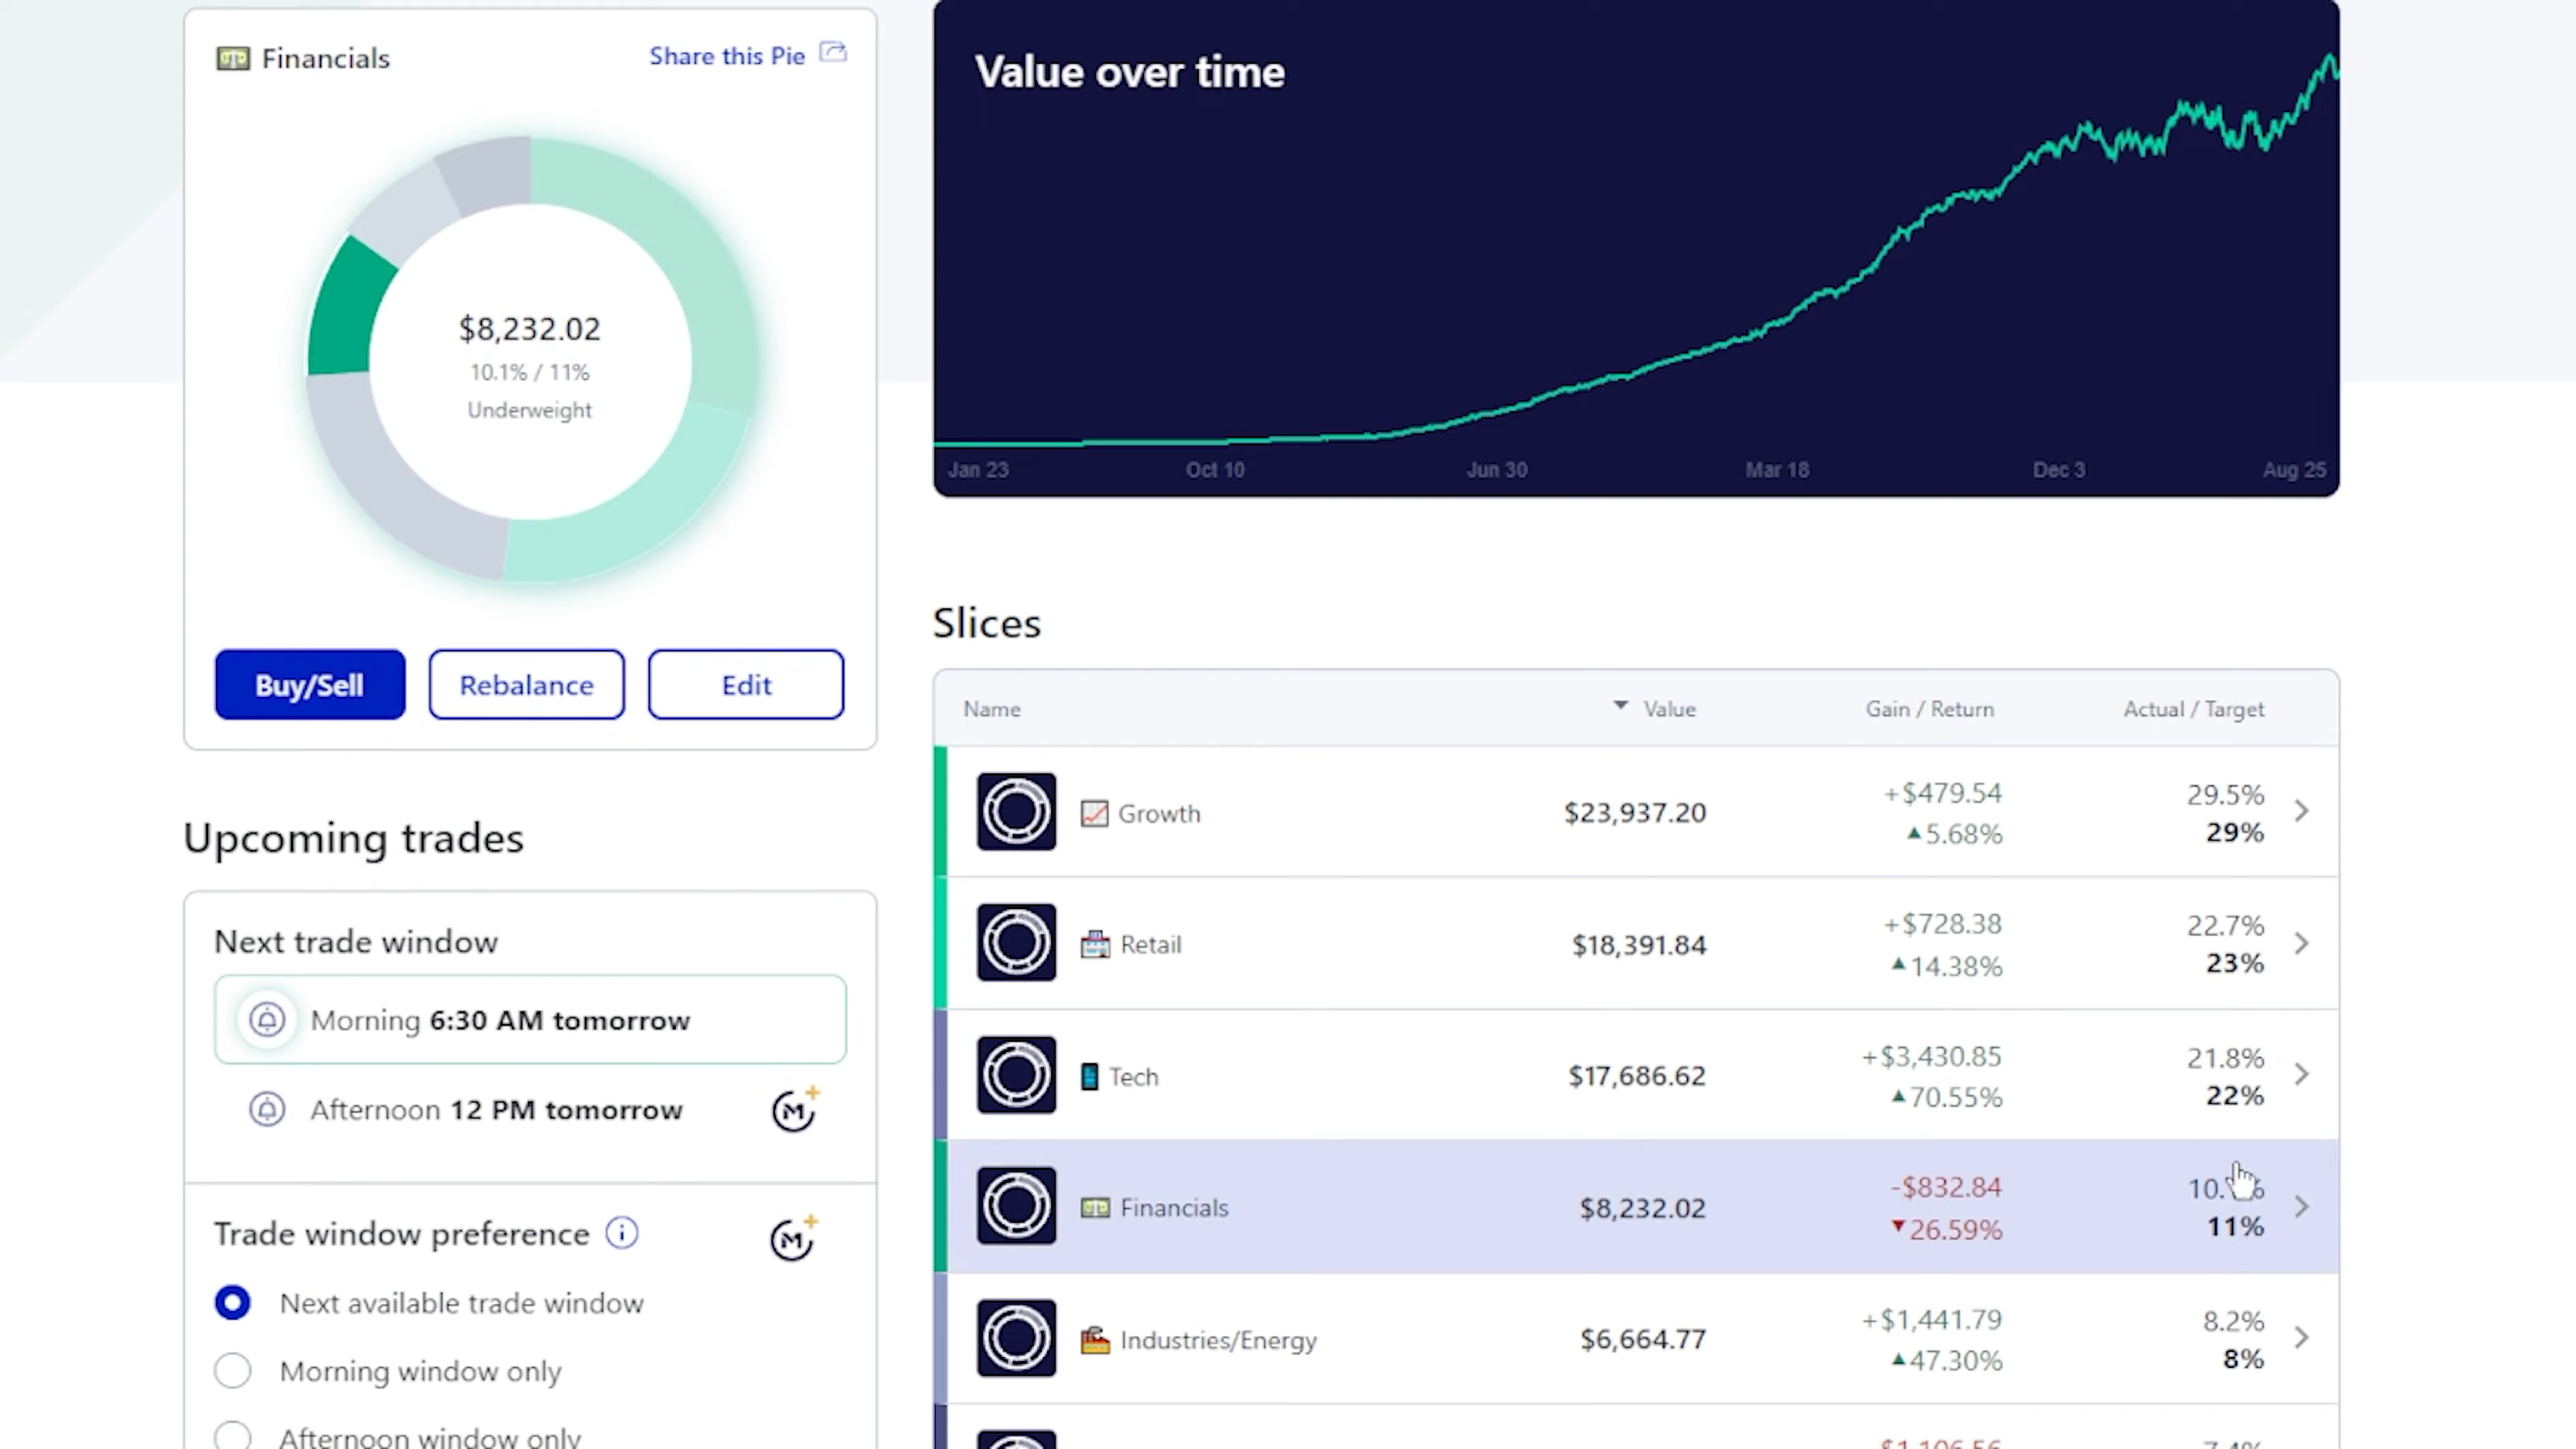 Financials
Share this Pie
$8,232.02
10.1% / 11%
Underweight
Buy/Sell
Rebalance
Edit
Upcoming trades
Next trade window
Morning 6:30 AM tomorrow
Afternoon 12 PM tomorrow
Trade window preference
Next available trade window
Morning window only
Afternoon window only
Value over time
Jan 23
Oct 10
Jun 30
Mar 18
Dec 3
Aug 25
Slices
Name
Value
Gain / Return
Actual / Target
Growth
$23,937.20
+$479.54
5.68%
29.5%
29%
Retail
$18,391.84
+$728.38
14.38%
22.7%
23%
Tech
$17,686.62
+$3,430.85
70.55%
21.8%
22%
Financials
$8,232.02
-$832.84
26.59%
11%
Industries/Energy
$6,664.77
+$1,441.79
47.30%
8.2%
8%